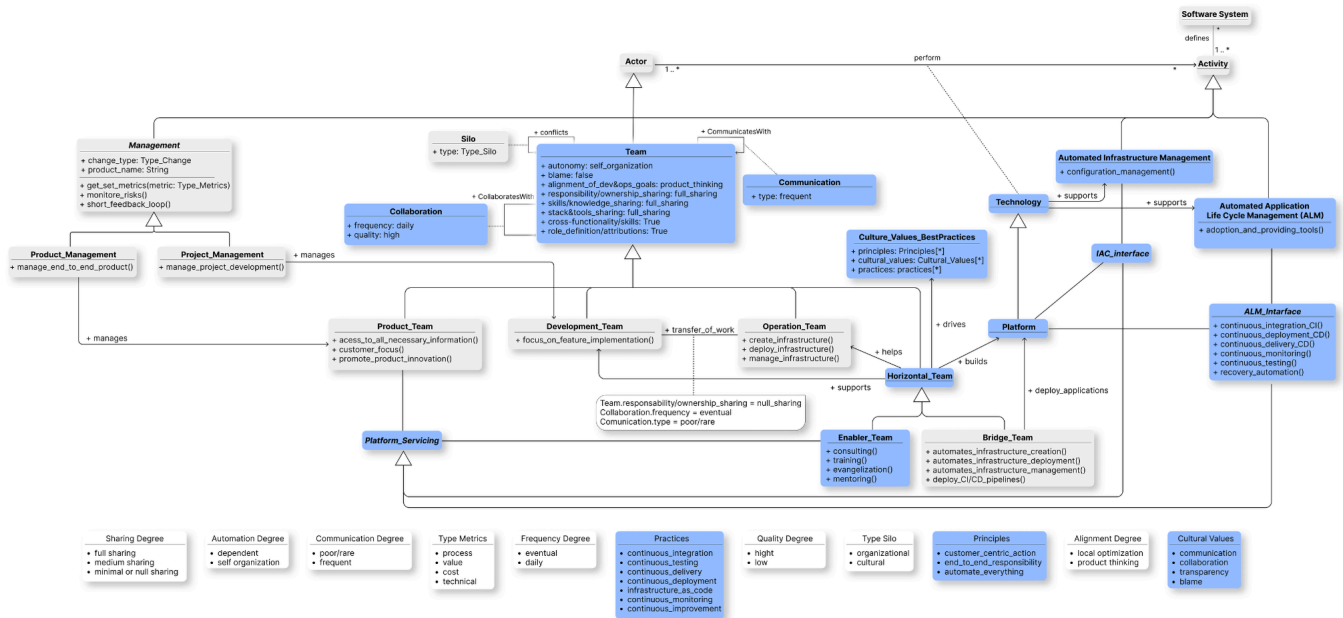 Software System
*
defines
1..*
Actor
1 .. *
perform
*
Activity
Management
+ change_type: Type_Change
+ product_name: String
+ get_set_metrics(metric: Type_Metrics)
+ monitore_risks()
+ short_feedback_loop()
Silo
+ type: Type_Silo
+ conflicts
+ CommunicatesWith
Team
+ autonomy: self_organization
+ blame: false
+ alignment_of_dev&ops_goals: product_thinking
+ responsibility/ownership_sharing: full_sharing
+ skills/knowledge_sharing: full_sharing
+ stack&tools_sharing: full_sharing
+ cross-functionality/skills: True
+ role_definition/attributions: True
Communication
+ type: frequent
+ CollaboratesWith
Collaboration
+ frequency: daily
+ quality: high
Automated Infrastructure Management
+ configuration_management()
Technology
+ supports
+ supports
Automated Application
Life Cycle Management (ALM)
+ adoption_and_providing_tools()
Product_Management
+ manage_end_to_end_product()
Project_Management
+ manage_project_development()
+ manages
Culture_Values_BestPractices
+ principles: Principles[*]
+ cultural_values: Cultural_Values[*]
+ practices: practices[*]
IAC_interface
+ manages
Product_Team
+ acess_to_all_necessary_information()
+ customer_focus()
+ promote_product_innovation()
Development_Team
+ focus_on_feature_implementation()
+ transfer_of_work
Operation_Team
+ create_infrastructure()
+ deploy_infrastructure()
+ manage_infrastructure()
+ drives
Platform
ALM_Intarface
+ continuous_integration_CI()
+ continuous_deployment_CD()
+ continuous_delivery_CD()
+ continuous_monitoring()
+ continuous_testing()
+ recovery_automation()
+ helps
+ builds
Horizontal_Team
+ supports
+ deploy_applications
Team.responsability/ownership_sharing = null_sharing
Collaboration.frequency = eventual
Comunication.type = poor/rare
Platform_Servicing
Enabler_Team
+ consulting()
+ training()
+ evangelization()
+ mentoring()
Bridge_Team
+ automates_infrastructure_creation()
+ automates_infrastructure_deployment()
+ automates_infrastructure_management()
+ deploy_CI/CD_pipelines()
Sharing Degree
• full sharing
• medium sharing
• minimal or null sharing
Automation Degree
• dependent
• self organization
Communication Degree
• poor/rare
• frequent
Type Metrics
• process
• value
• cost
• technical
Frequency Degree
• eventual
• daily
Practices
• continuous_integration
• continuous_testing
• continuous_delivery
• continuous_deployment
• infrastructure_as_code
• continuous_monitoring
• continuous_improvement
Quality Degree
• hight
• low
Type Silo
• organizational
• cultural
Principles
• customer_centric_action
• end_to_end_responsibility
• automate_everything
Alignment Degree
• local optimization
• product thinking
Cultural Values
• communication
• collaboration
• transparency
• blame